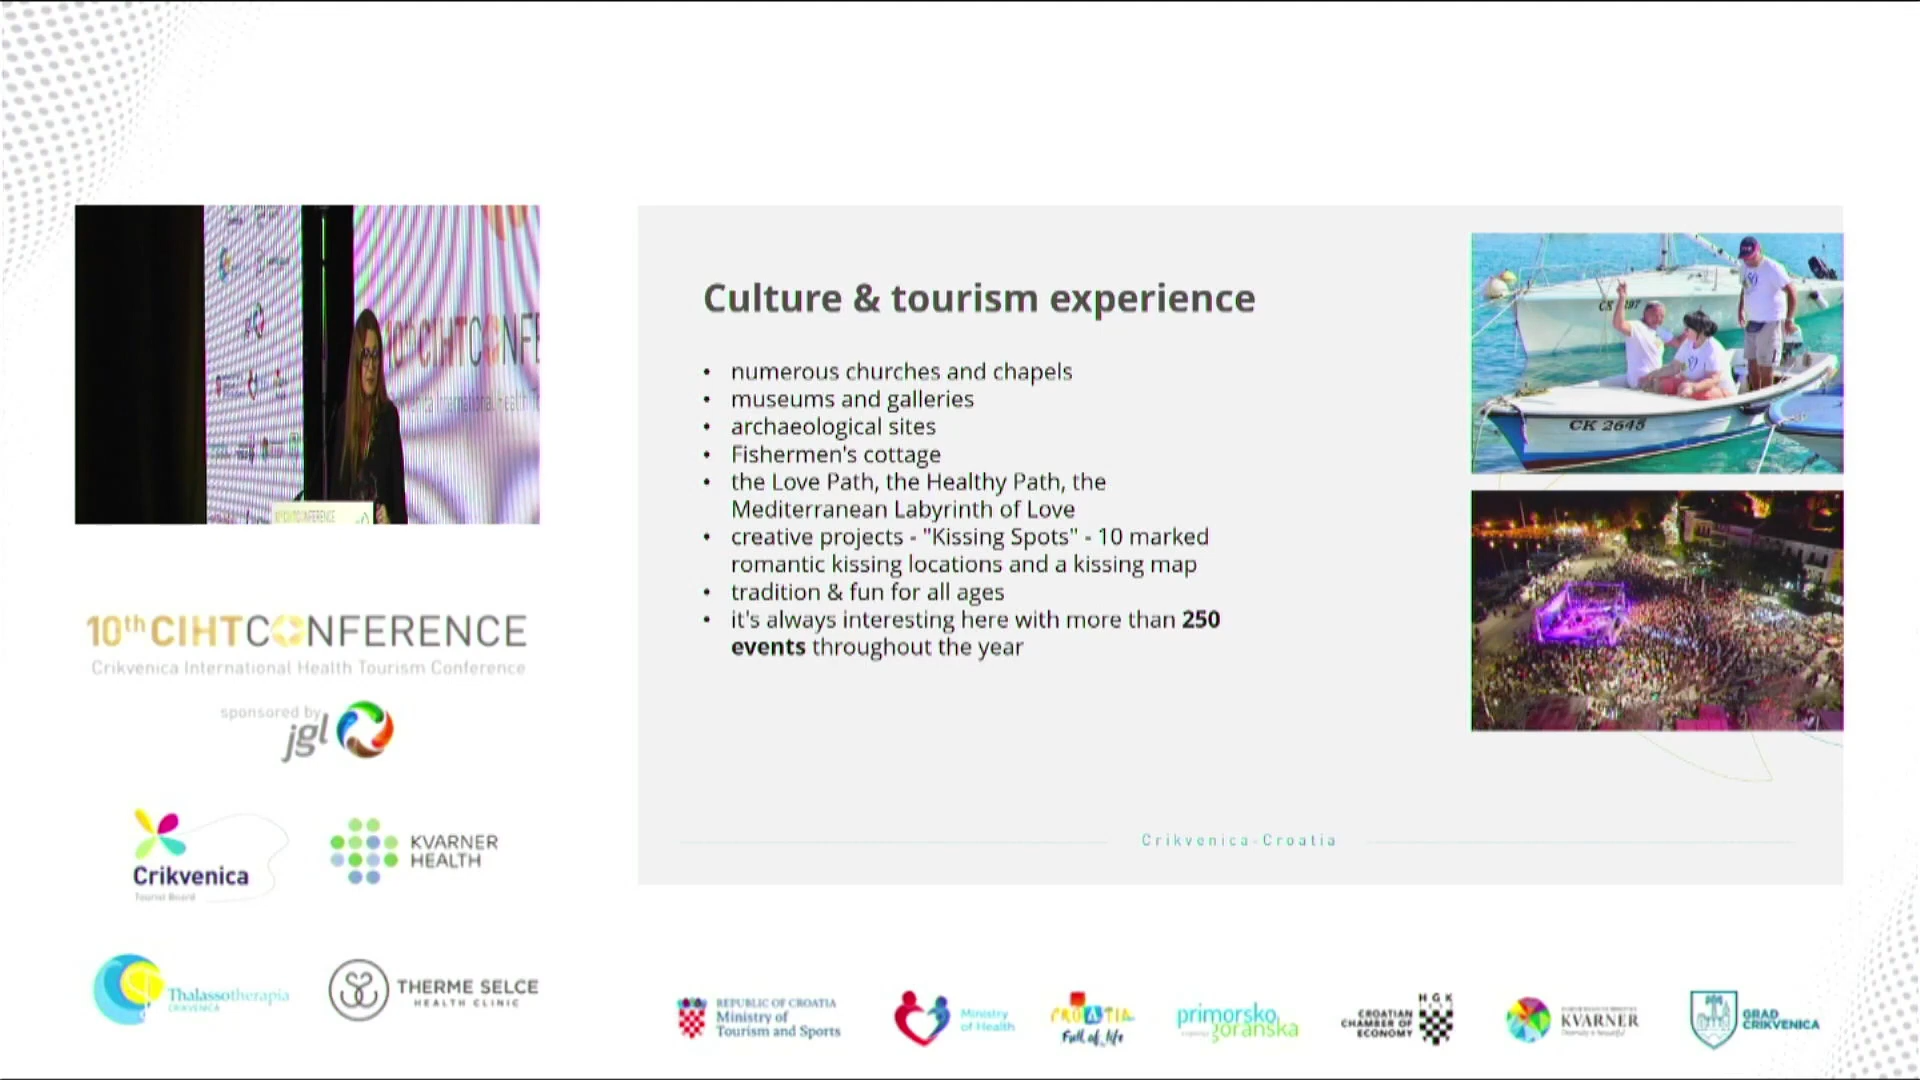 Culture & tourism experience
• numerous churches and chapels
• museums and galleries
• archaeological sites
• Fishermen's cottage
• the Love Path, the Healthy Path, the
Mediterranean Labyrinth of Love
• creative projects - "Kissing Spots" - 10 marked
romantic kissing locations and a kissing map
• tradition & fun for all ages
• it's always interesting here with more than 250
events throughout the year
CK 2645
Crikvenica-Croatia
10th CIHTCONFERENCE
Crikvenica International Health Tourism Conference
sponsored by
jgl
Crikvenica
Tourist Board
KVARNER
HEALTH
Thalassotherapia
CRIKVENICA
THERME SELCE
HEALTH CLINIC
REPUBLIC OF CROATIA
Ministry of
Tourism and Sports
Ministry
of Health
CROATIA
Full of life
primorsko
goranska
HGK
CROATIAN
CHAMBER OF
ECONOMY
KVARNER
GRAD
CRIKVENICA